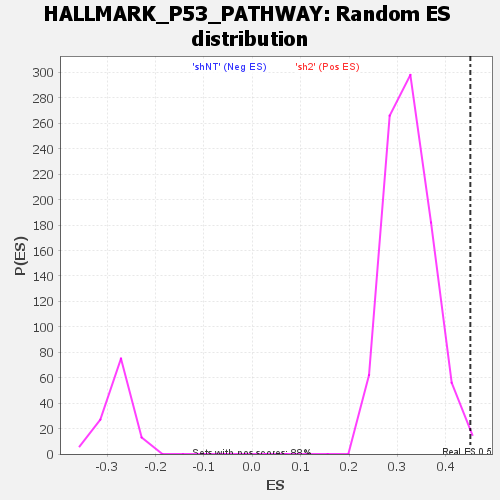 HALLMARK_P53_PATHWAY: Random ES
distribution
'shNT' (Neg ES) 'sh2' (Pos ES)
300
280
260
240
220
200
180
160
140
120
100
80
60
40
20
0
P(ES)
Sets with pos scores: 88%
Real ES 0.5
-0.3 -0.2 -0.1 0.0 0.1 0.2 0.3 0.4
ES